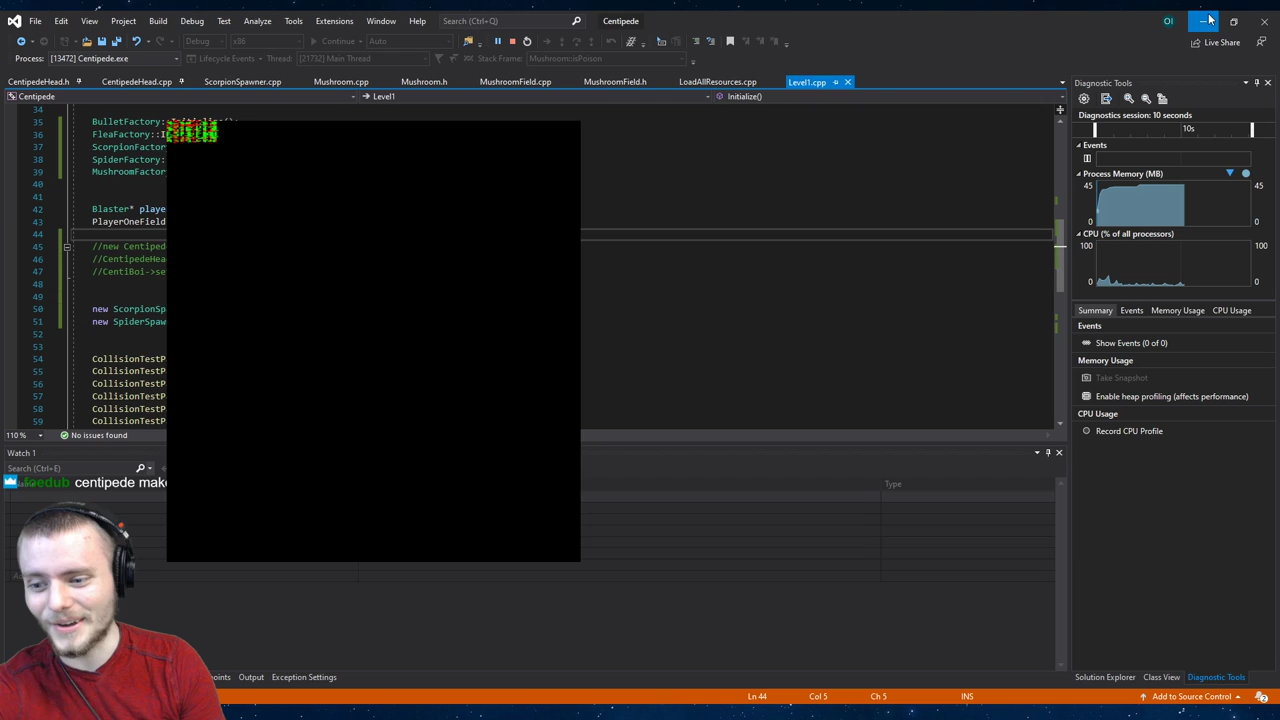 File Edit View Project Build Debug Test Analyze Tools Extensions Window Help Search (Ctrl+Q) Centipede OI
Debug x86 Continue Auto Live Share
Process: [13472] Centipede.exe Lifecycle Events Thread: [21732] Main Thread Stack Frame: Mushroom::isPoison
CentipedeHead.h CentipedeHead.cpp ScorpionSpawner.cpp Mushroom.cpp Mushroom.h MushroomField.cpp MushroomField.h LoadAllResources.cpp Level1.cpp
Centipede Level1 Initialize()
34
35 BulletFactory::Initialize();
36 FleaFactory::I
37 ScorpionFactor
38 SpiderFactory:
39 MushroomFactor
40
41
42 Blaster* playe
43 PlayerOneField
44
45 //new Centiped
46 //CentipedeHea
47 //CentiBoi->se
48
49
50 new ScorpionSp
51 new SpiderSpaw
52
53
54 CollisionTestP
55 CollisionTestP
56 CollisionTestP
57 CollisionTestP
58 CollisionTestP
59 CollisionTestP
110 % No issues found
Watch 1
Search (Ctrl+E)
Type
foedub centipede make
Diagnostic Tools
Diagnostics session: 10 seconds
10s
Events
Process Memory (MB)
45 45
0 0
CPU (% of all processors)
100 100
0 0
Summary Events Memory Usage CPU Usage
Events
Show Events (0 of 0)
Memory Usage
Take Snapshot
Enable heap profiling (affects performance)
CPU Usage
Record CPU Profile
points Output Exception Settings
Solution Explorer Class View Diagnostic Tools
Ln 44 Col 5 Ch 5 INS Add to Source Control 2